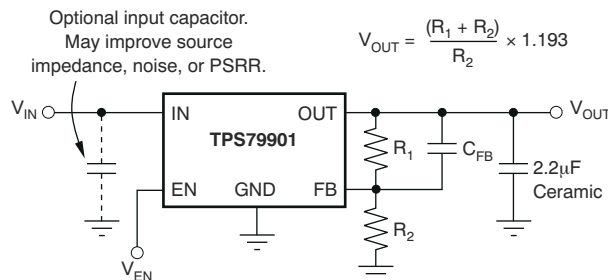 Optional input capacitor.
May improve source
impedance, noise, or PSRR.
V_OUT = (R_1 + R_2) / R_2 × 1.193
V_IN
IN
OUT
V_OUT
TPS79901
R_1
C_FB
2.2μF
Ceramic
EN
GND
FB
R_2
V_EN